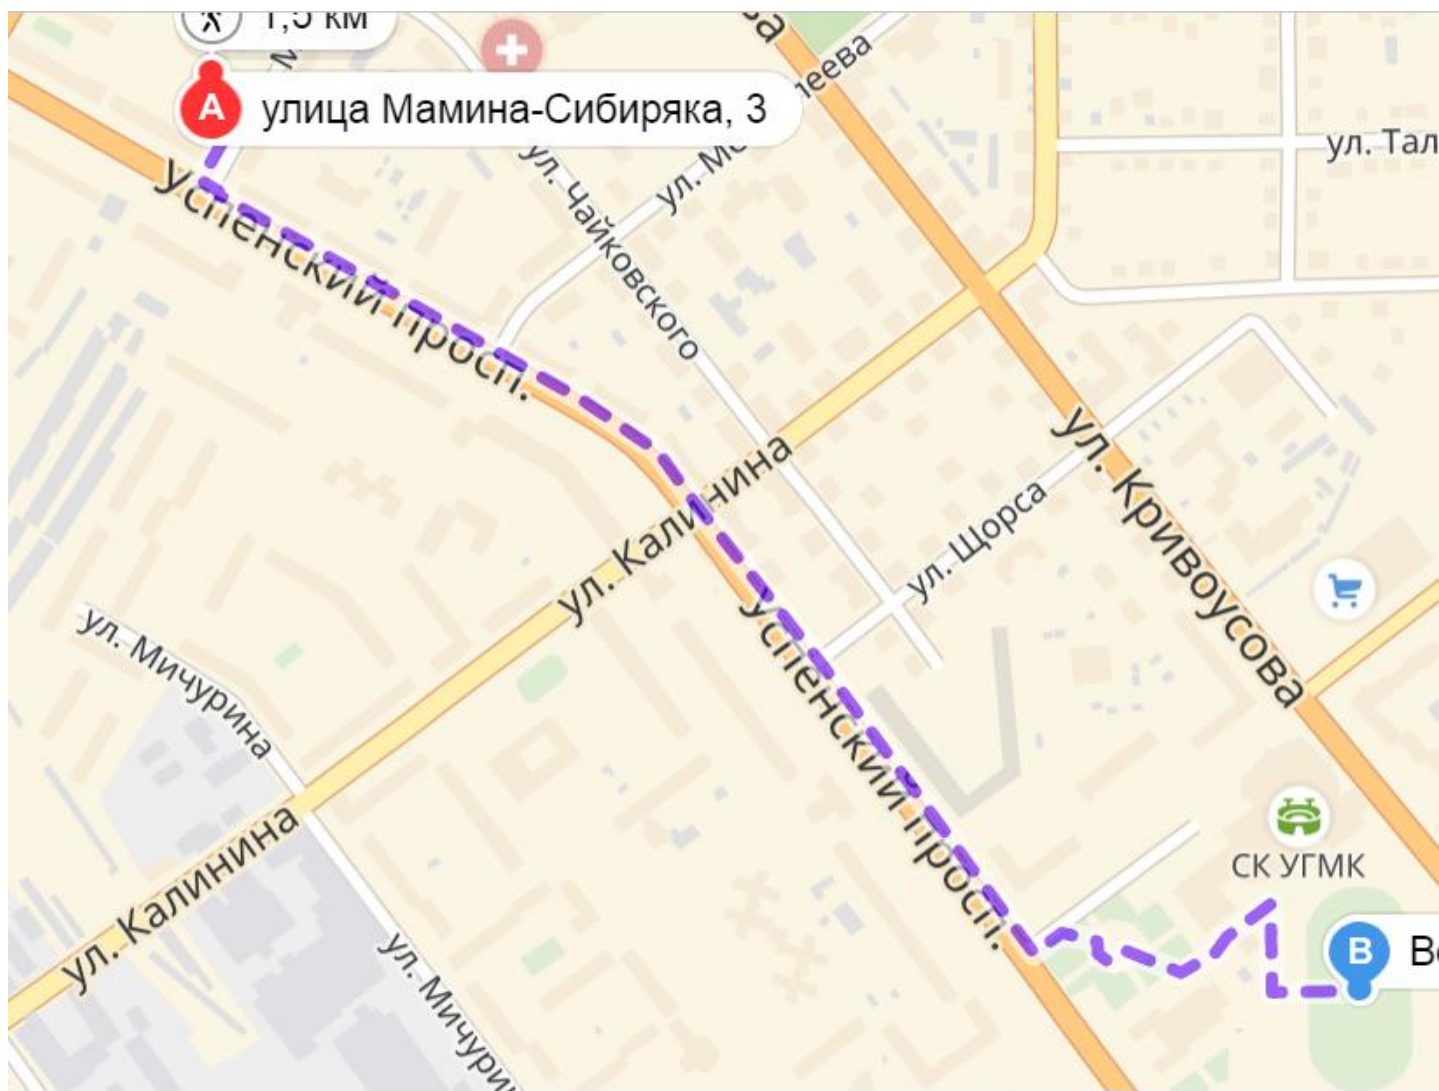 1,5 км
А
улица Мамина-Сибиряка, 3
ул. Тал
Успенский просп.
ул. Чайковского
ул. Калинина
ул. Кривоусова
ул. Щорса
Успенский просп.
ул. Мичурина
ул. Калинина
СК УГМК
В
ул. Мичурин